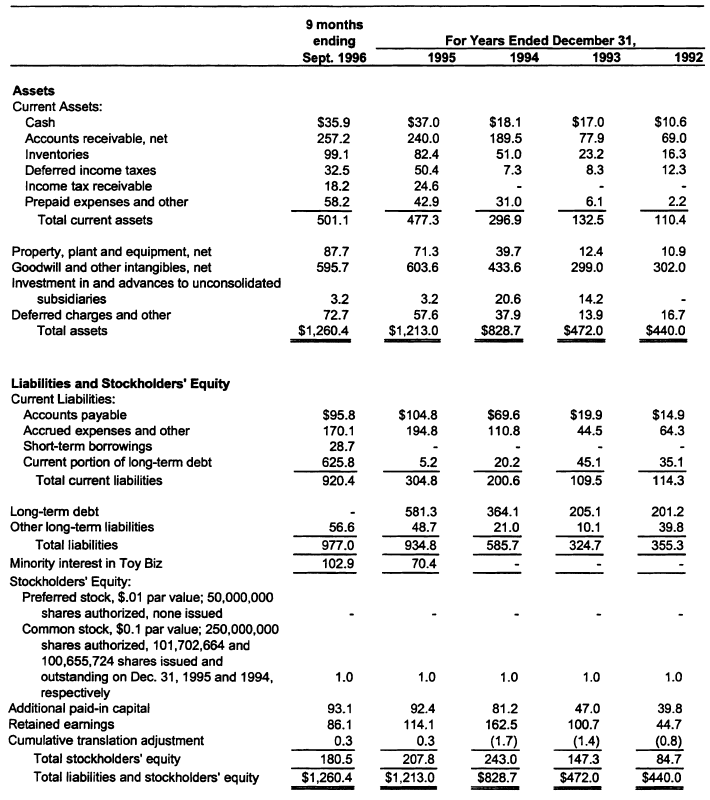 9 months
ending For Years Ended December 31,
Sept. 1996 1995 1994 1993 1992
Assets
Current Assets:
Cash $35.9 $37.0 $18.1 $17.0 $10.6
Accounts receivable, net 257.2 240.0 189.5 77.9 69.0
Inventories 99.1 82.4 51.0 23.2 16.3
Deferred income taxes 32.5 50.4 7.3 8.3 12.3
Income tax receivable 18.2 24.6 - - -
Prepaid expenses and other 58.2 42.9 31.0 6.1 2.2
Total current assets 501.1 477.3 296.9 132.5 110.4
Property, plant and equipment, net 87.7 71.3 39.7 12.4 10.9
Goodwill and other intangibles, net 595.7 603.6 433.6 299.0 302.0
Investment in and advances to unconsolidated
subsidiaries 3.2 3.2 20.6 14.2 -
Deferred charges and other 72.7 57.6 37.9 13.9 16.7
Total assets $1,260.4 $1,213.0 $828.7 $472.0 $440.0
Liabilities and Stockholders' Equity
Current Liabilities:
Accounts payable $95.8 $104.8 $69.6 $19.9 $14.9
Accrued expenses and other 170.1 194.8 110.8 44.5 64.3
Short-term borrowings 28.7 - - - -
Current portion of long-term debt 625.8 5.2 20.2 45.1 35.1
Total current liabilities 920.4 304.8 200.6 109.5 114.3
Long-term debt - 581.3 364.1 205.1 201.2
Other long-term liabilities 56.6 48.7 21.0 10.1 39.8
Total liabilities 977.0 934.8 585.7 324.7 355.3
Minority interest in Toy Biz 102.9 70.4 - - -
Stockholders' Equity:
Preferred stock, $.01 par value; 50,000,000
shares authorized, none issued - - - - -
Common stock, $0.1 par value; 250,000,000
shares authorized, 101,702,664 and
100,655,724 shares issued and
outstanding on Dec. 31, 1995 and 1994, 1.0 1.0 1.0 1.0 1.0
respectively
Additional paid-in capital 93.1 92.4 81.2 47.0 39.8
Retained earnings 86.1 114.1 162.5 100.7 44.7
Cumulative translation adjustment 0.3 0.3 (1.7) (1.4) (0.8)
Total stockholders' equity 180.5 207.8 243.0 147.3 84.7
Total liabilities and stockholders' equity $1,260.4 $1,213.0 $828.7 $472.0 $440.0